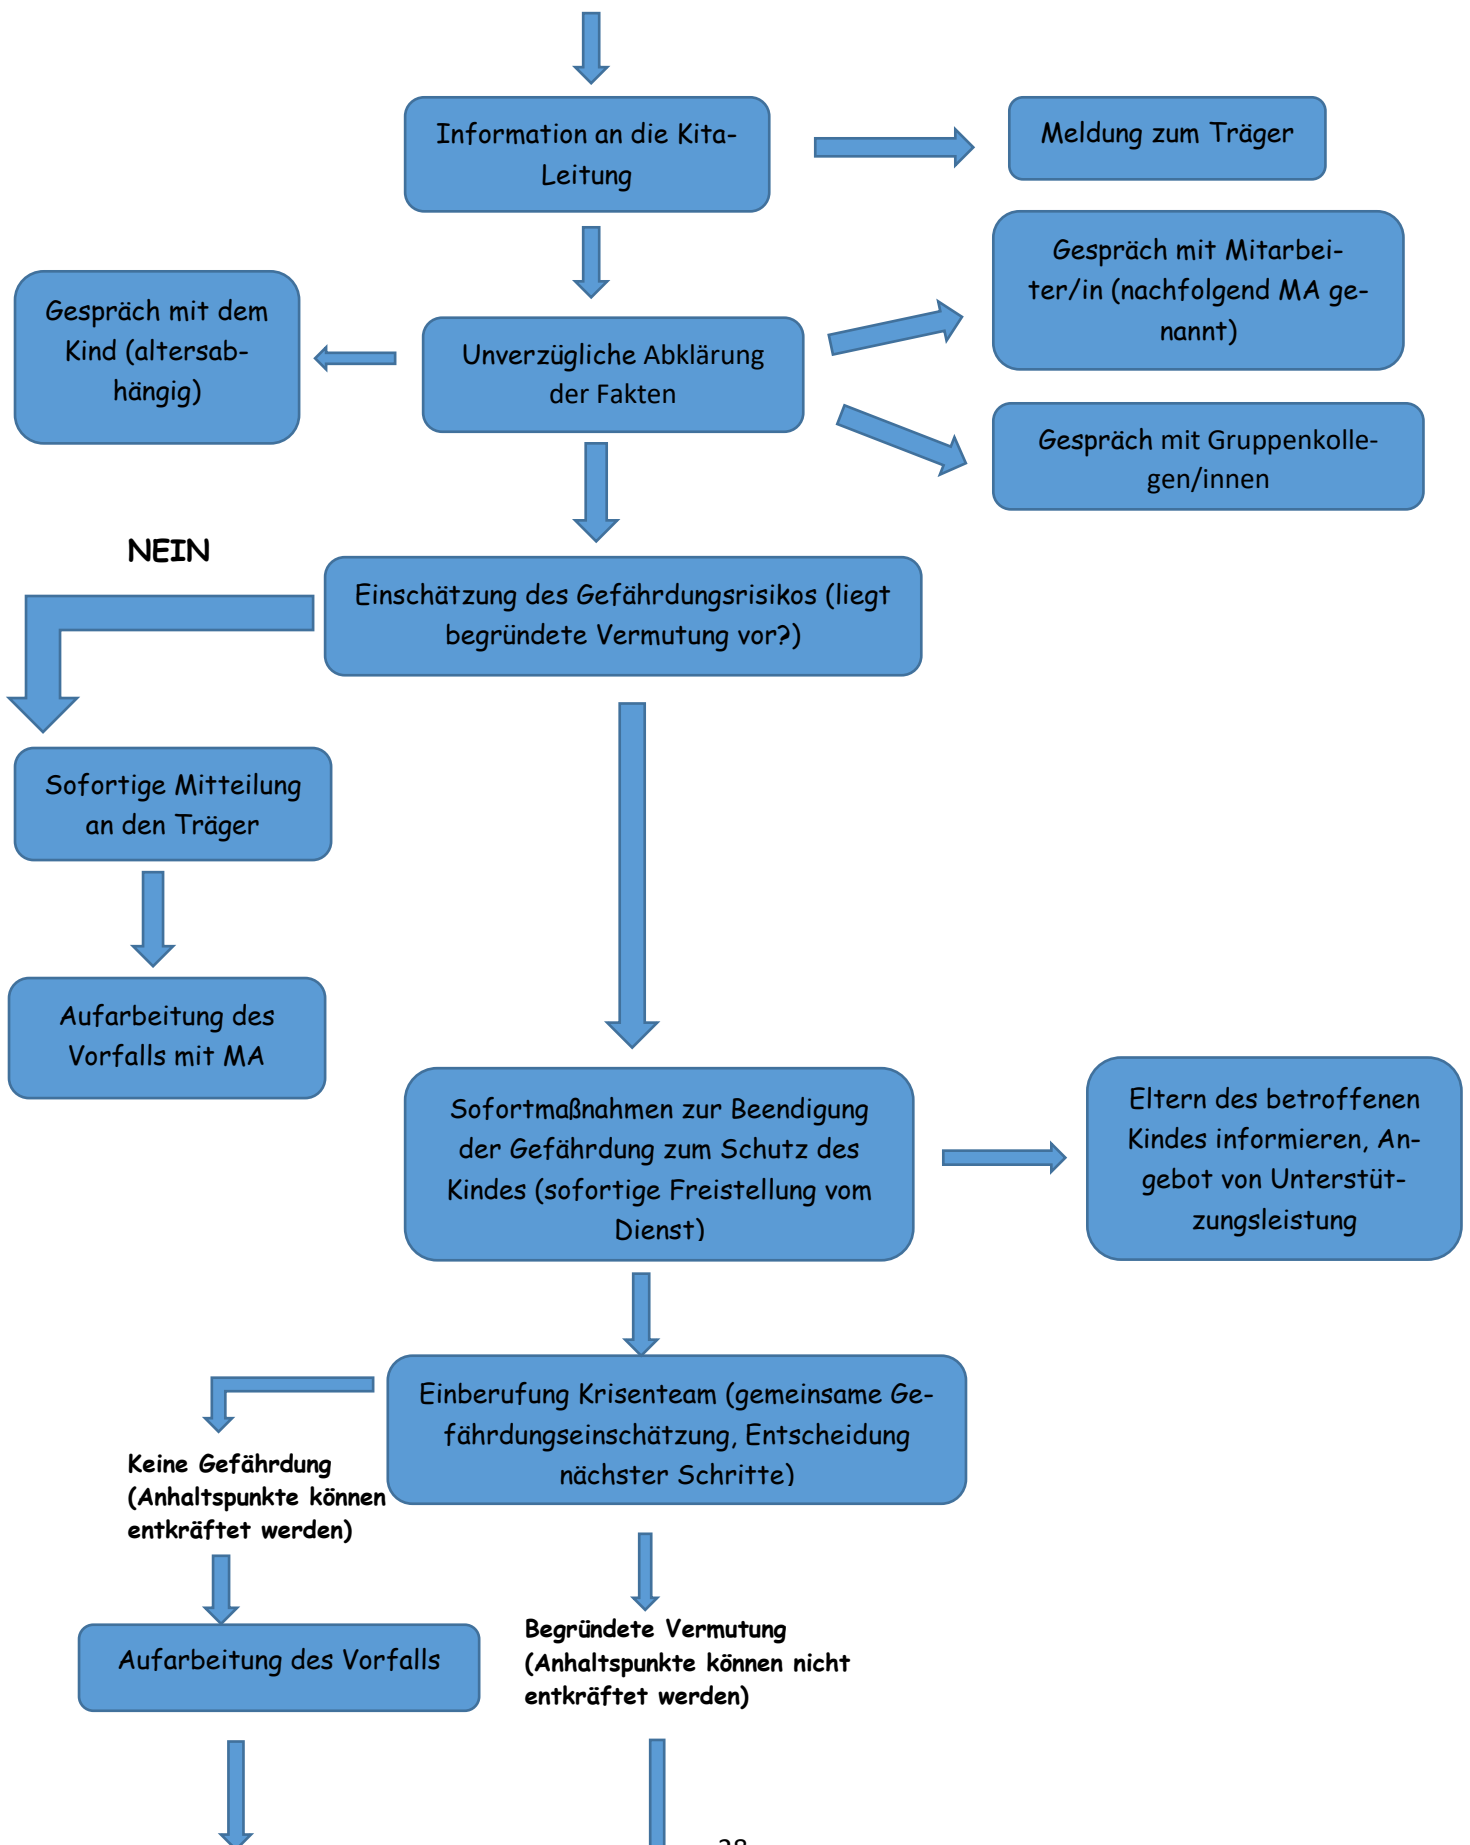 Information an die Kita-
Leitung
Meldung zum Träger
Gespräch mit Mitarbei-
ter/in (nachfolgend MA ge-
nannt)
Gespräch mit dem
Kind (altersab-
hängig)
Unverzügliche Abklärung
der Fakten
Gespräch mit Gruppenkolle-
gen/innen
NEIN
Einschätzung des Gefährdungsrisikos (liegt
begründete Vermutung vor?)
Sofortige Mitteilung
an den Träger
Aufarbeitung des
Vorfalls mit MA
Sofortmaßnahmen zur Beendigung
der Gefährdung zum Schutz des
Kindes (sofortige Freistellung vom
Dienst)
Eltern des betroffenen
Kindes informieren, An-
gebot von Unterstüt-
zungsleistung
Einberufung Krisenteam (gemeinsame Ge-
fährdungseinschätzung, Entscheidung
nächster Schritte)
Keine Gefährdung
(Anhaltspunkte können
entkräftet werden)
Aufarbeitung des Vorfalls
Begründete Vermutung
(Anhaltspunkte können nicht
entkräftet werden)